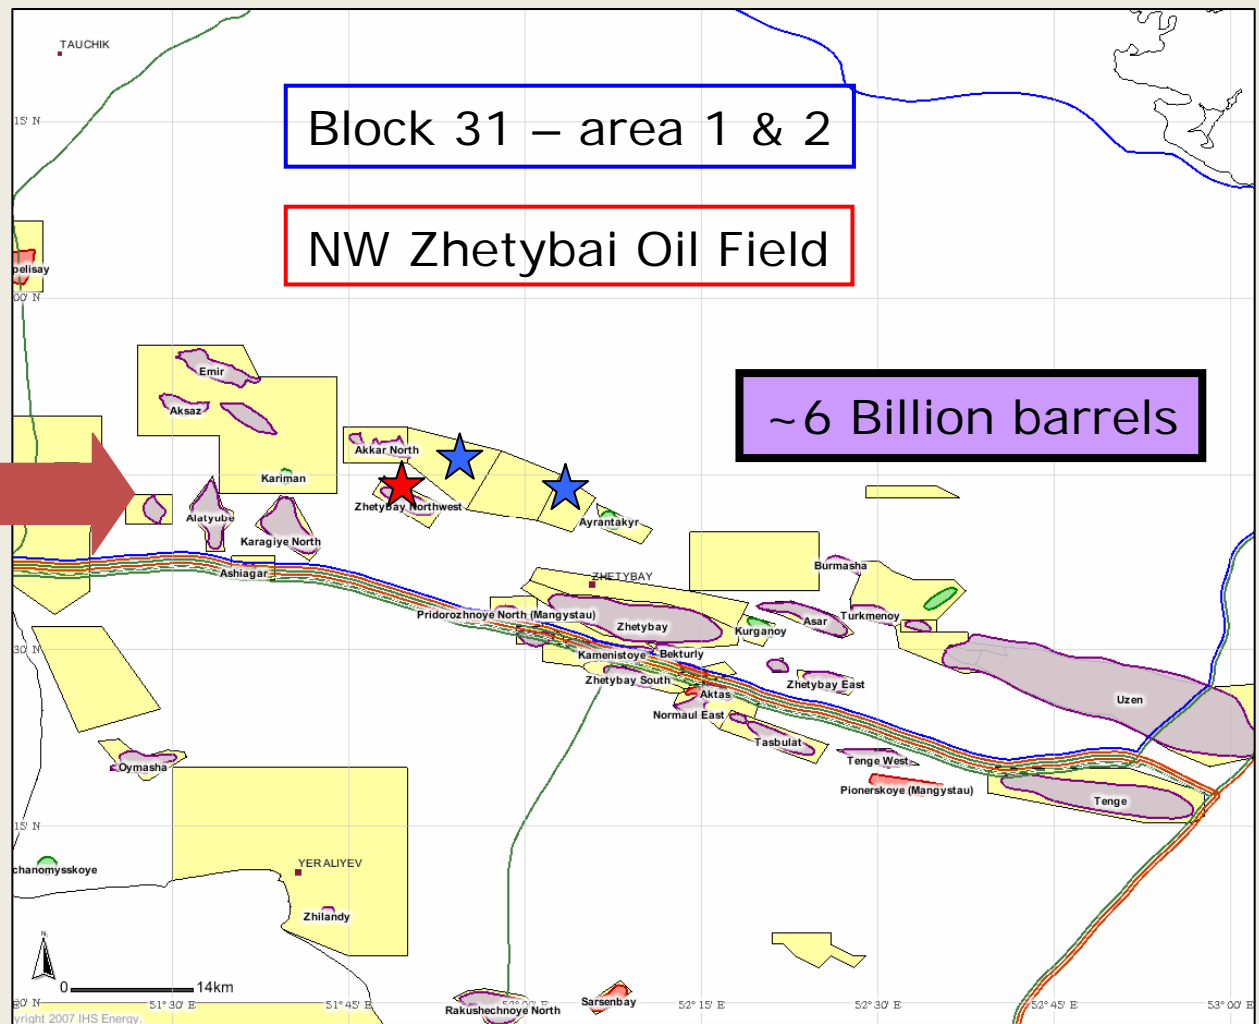 TAUCHIK
15' N
Block 31 – area 1 & 2
NW Zhetybai Oil Field
pelisay
00' N
Emir
Aksaz
~6 Billion barrels
Akkar North
Kariman
Zhetybay Northwest
Alatyube
Ayrantakyr
Karagiye North
Burmasha
Ashiagar
ZHETYBAY
Pridorozhnoye North (Mangystau)
Turkmenoy
Asar
Zhetybay
Kurganoy
30' N
Kamenistoye
Bekturly
Zhetybay South
Zhetybay East
Aktas
Uzen
Normaul East
Tasbulat
Tenge West
Oymasha
Pionerskoye (Mangystau)
Tenge
15' N
chanomysskoye
YERALIYEV
Zhilandy
N
0 14km
00' N
51° 30' E
51° 45' E
52° 00' E
52° 15' E
52° 30' E
52° 45' E
53° 00' E
Sarsenbay
Rakushechnoye North
yright 2007 IHS Energy.